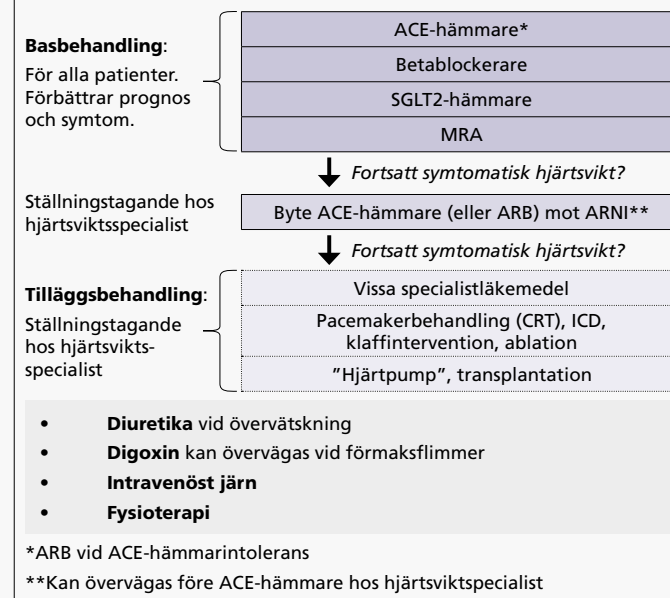 Basbehandling:
För alla patienter.
Förbättrar prognos
och symtom.
ACE-hämmare*
Betablockerare
SGLT2-hämmare
MRA
Fortsatt symtomatisk hjärtsvikt?
Ställningstagande hos
hjärtsviktsspecialist
Byte ACE-hämmare (eller ARB) mot ARNI**
Fortsatt symtomatisk hjärtsvikt?
Tilläggsbehandling:
Ställningstagande
hos hjärtsvikts-
specialist
Vissa specialistläkemedel
Pacemakerbehandling (CRT), ICD,
klaffintervention, ablation
”Hjärtpump”, transplantation
• Diuretika vid övervätskning
• Digoxin kan övervägas vid förmaksflimmer
• Intravenöst järn
• Fysioterapi
*ARB vid ACE-hämmarintolerans
**Kan övervägas före ACE-hämmare hos hjärtsviktspecialist